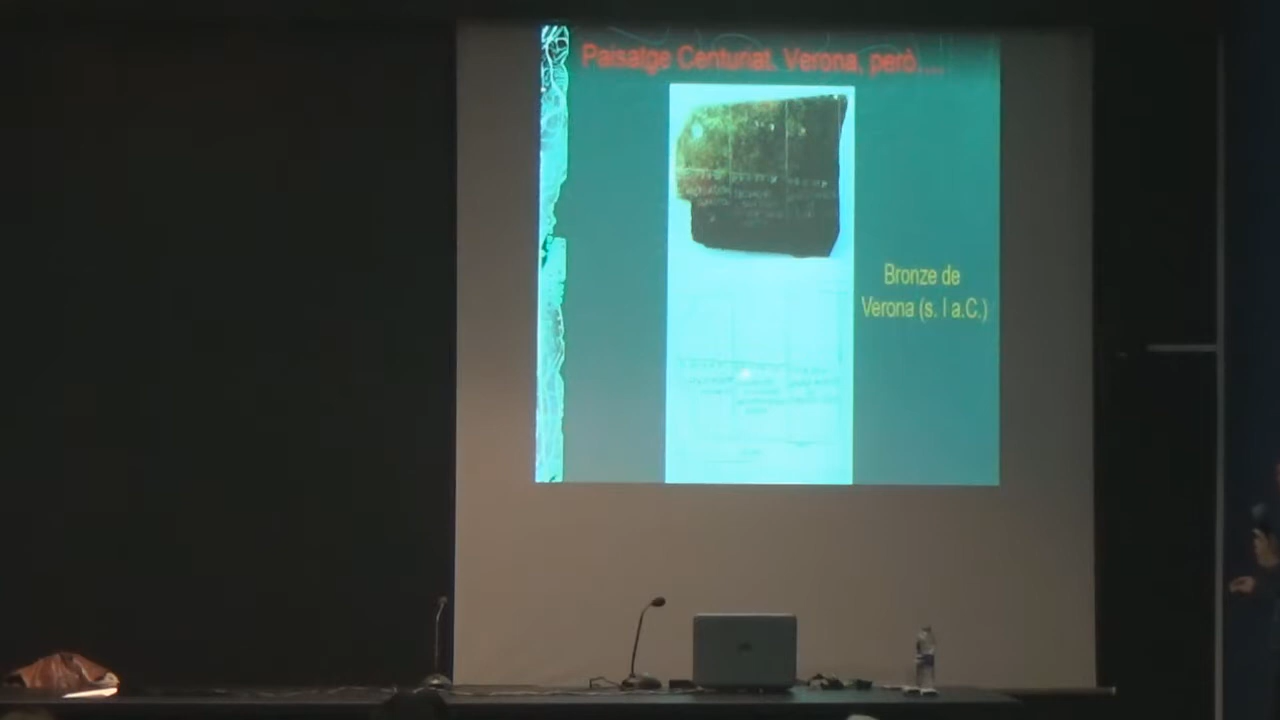 Paisatge Centuriat. Verona, però....
Bronze de
Verona (s. I a.C.)